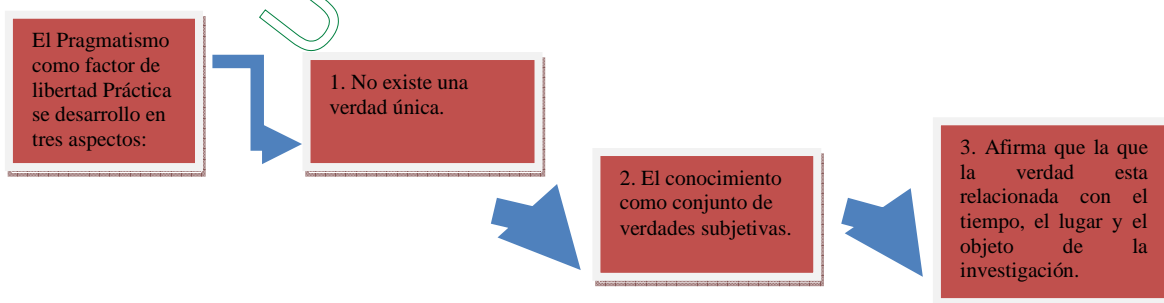 El Pragmatismo
como factor de
libertad Práctica
se desarrollo en
tres aspectos:
1. No existe una
verdad única.
2. El conocimiento
como conjunto de
verdades subjetivas.
3. Afirma que la que
la verdad esta
relacionada con el
tiempo, el lugar y el
objeto de la
investigación.